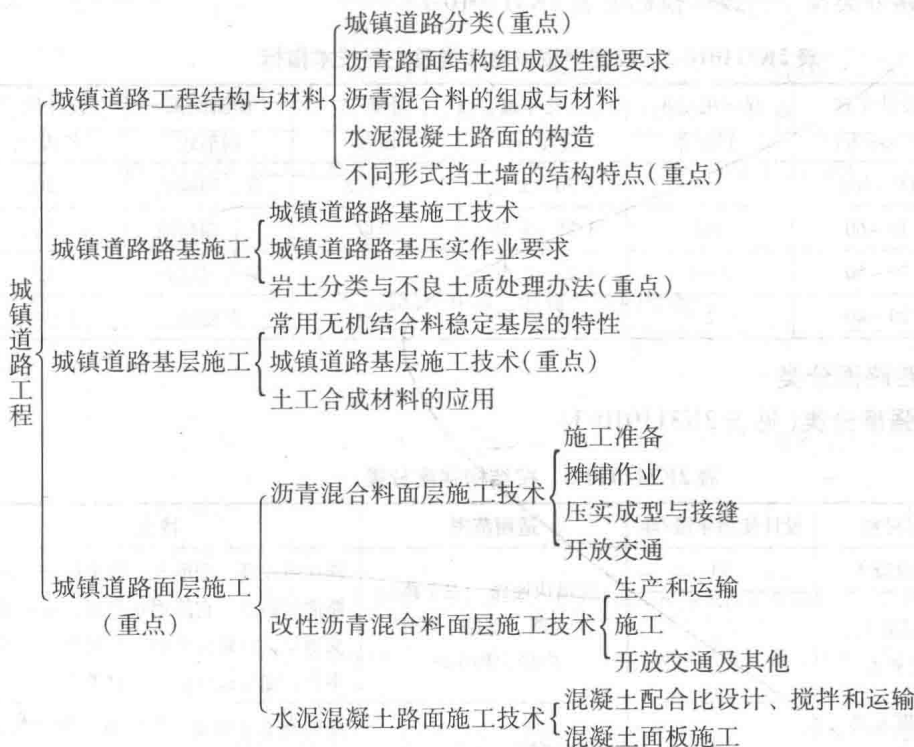 城镇道路工程
城镇道路工程结构与材料
城镇道路分类(重点)
沥青路面结构组成及性能要求
沥青混合料的组成与材料
水泥混凝土路面的构造
不同形式挡土墙的结构特点(重点)
城镇道路路基施工
城镇道路路基施工技术
城镇道路路基压实作业要求
岩土分类与不良土质处理办法(重点)
城镇道路基层施工
常用无机结合料稳定基层的特性
城镇道路基层施工技术(重点)
土工合成材料的应用
城镇道路面层施工
(重点)
沥青混合料面层施工技术
施工准备
摊铺作业
压实成型与接缝
开放交通
改性沥青混合料面层施工技术
生产和运输
施工
开放交通及其他
水泥混凝土路面施工技术
混凝土配合比设计、搅拌和运输
混凝土面板施工